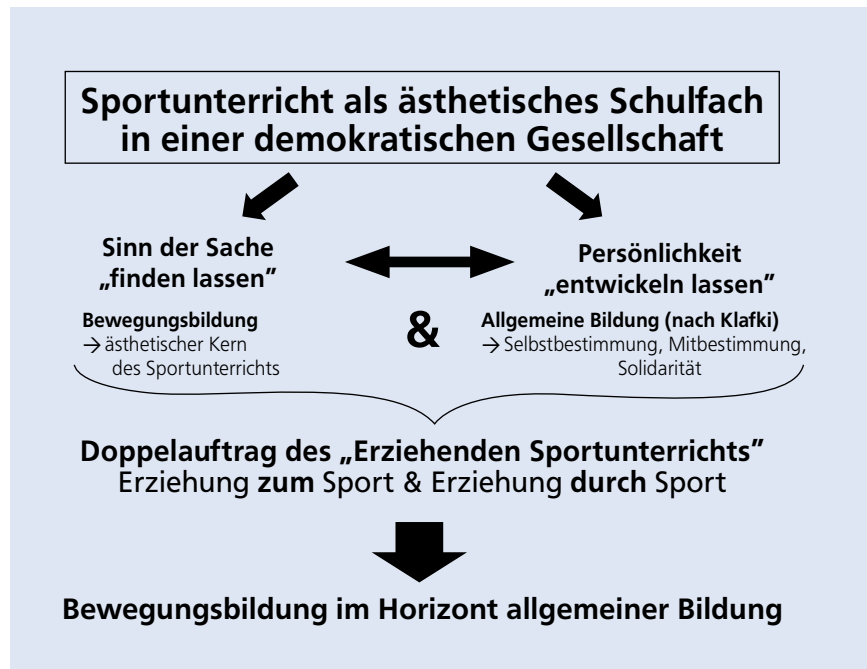 Sportunterricht als ästhetisches Schulfach
in einer demokratischen Gesellschaft
Sinn der Sache
„finden lassen”
Persönlichkeit
„entwickeln lassen”
Bewegungsbildung
→ ästhetischer Kern
des Sportunterrichts
&
Allgemeine Bildung (nach Klafki)
→ Selbstbestimmung, Mitbestimmung,
Solidarität
Doppelauftrag des „Erziehenden Sportunterrichts”
Erziehung zum Sport & Erziehung durch Sport
Bewegungsbildung im Horizont allgemeiner Bildung